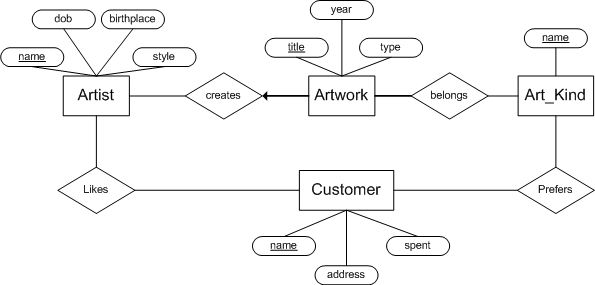 year
dob
birthplace
name
style
title
type
name
Artist
creates
Artwork
belongs
Art_Kind
Likes
Customer
Prefers
name
spent
address